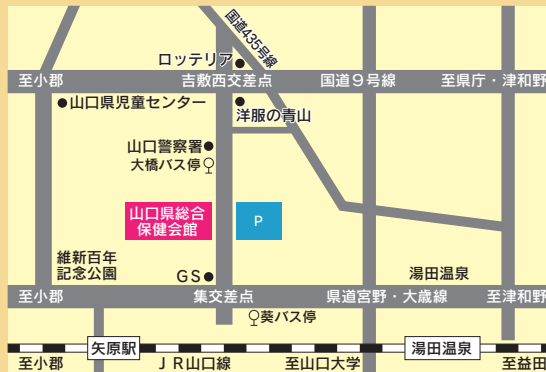 国道435号線
ロッテリア
至小郡
吉敷西交差点
国道9号線
至県庁・津和野
山口県児童センター
洋服の青山
山口警察署
大橋バス停
山口県総合
保健会館
P
維新百年
記念公園
GS
湯田温泉
至小郡
集交差点
県道宮野・大歳線
至津和野
葵バス停
矢原駅
湯田温泉
至小郡
JR山口線
至山口大学
至益田